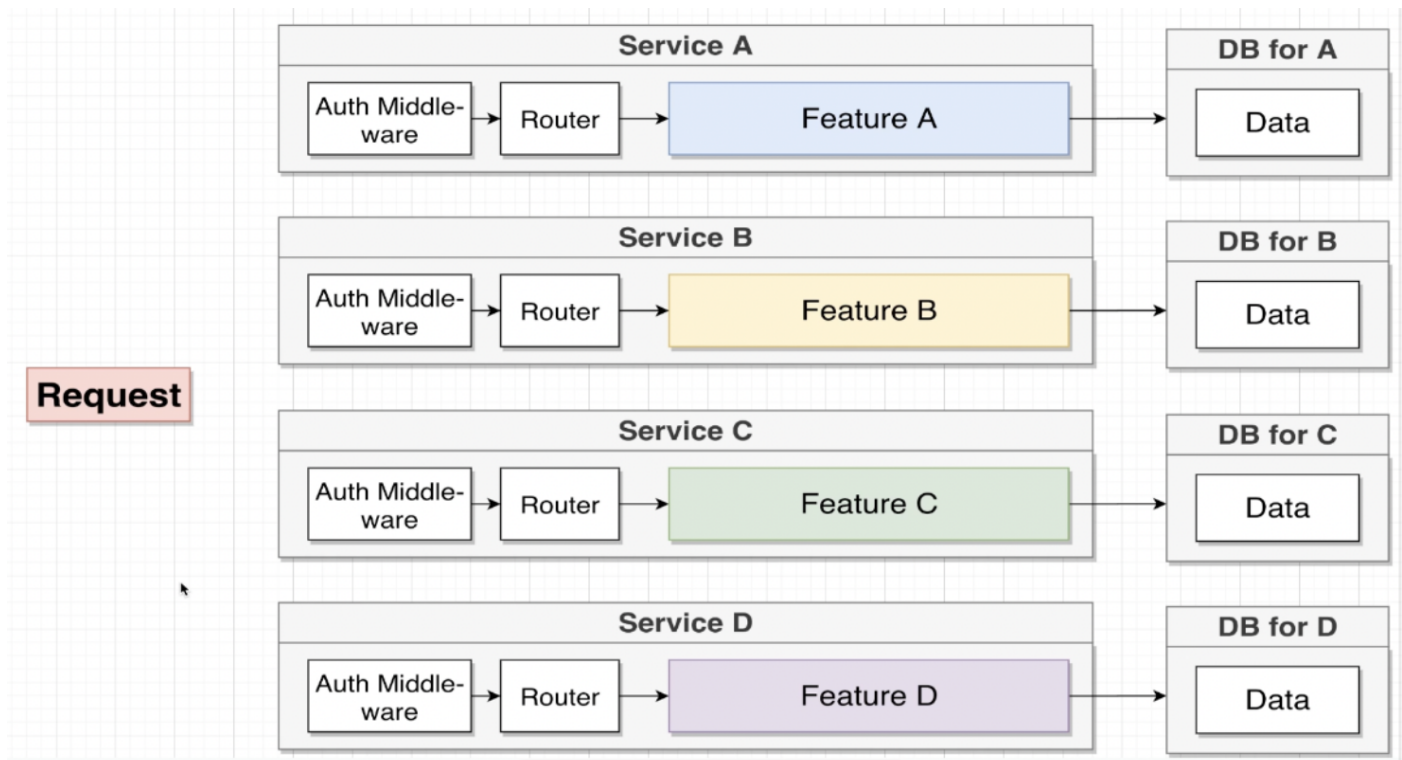 Service A
DB for A
Auth Middle-
ware
Router
Feature A
Data
Service B
DB for B
Auth Middle-
ware
Router
Feature B
Data
Request
Service C
DB for C
Auth Middle-
ware
Router
Feature C
Data
Service D
DB for D
Auth Middle-
ware
Router
Feature D
Data